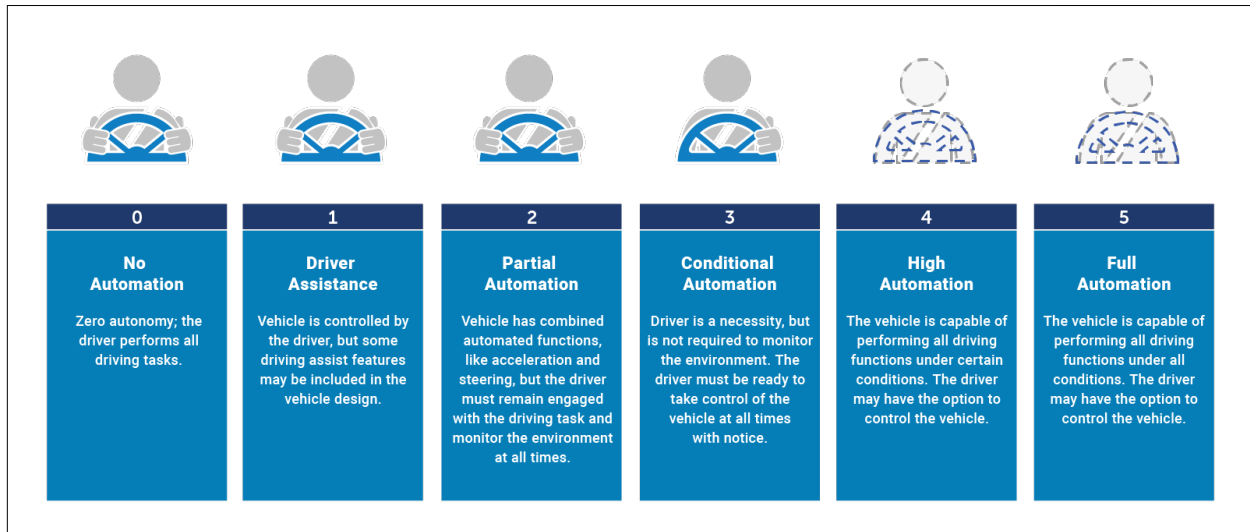 0
No
Automation
Zero autonomy; the
driver performs all
driving tasks.
1
Driver
Assistance
Vehicle is controlled by
the driver, but some
driving assist features
may be included in the
vehicle design.
2
Partial
Automation
Vehicle has combined
automated functions,
like acceleration and
steering, but the driver
must remain engaged
with the driving task and
monitor the environment
at all times.
3
Conditional
Automation
Driver is a necessity, but
is not required to monitor
the environment. The
driver must be ready to
take control of the
vehicle at all times
with notice.
4
High
Automation
The vehicle is capable of
performing all driving
functions under certain
conditions. The driver
may have the option to
control the vehicle.
5
Full
Automation
The vehicle is capable of
performing all driving
functions under all
conditions. The driver
may have the option to
control the vehicle.